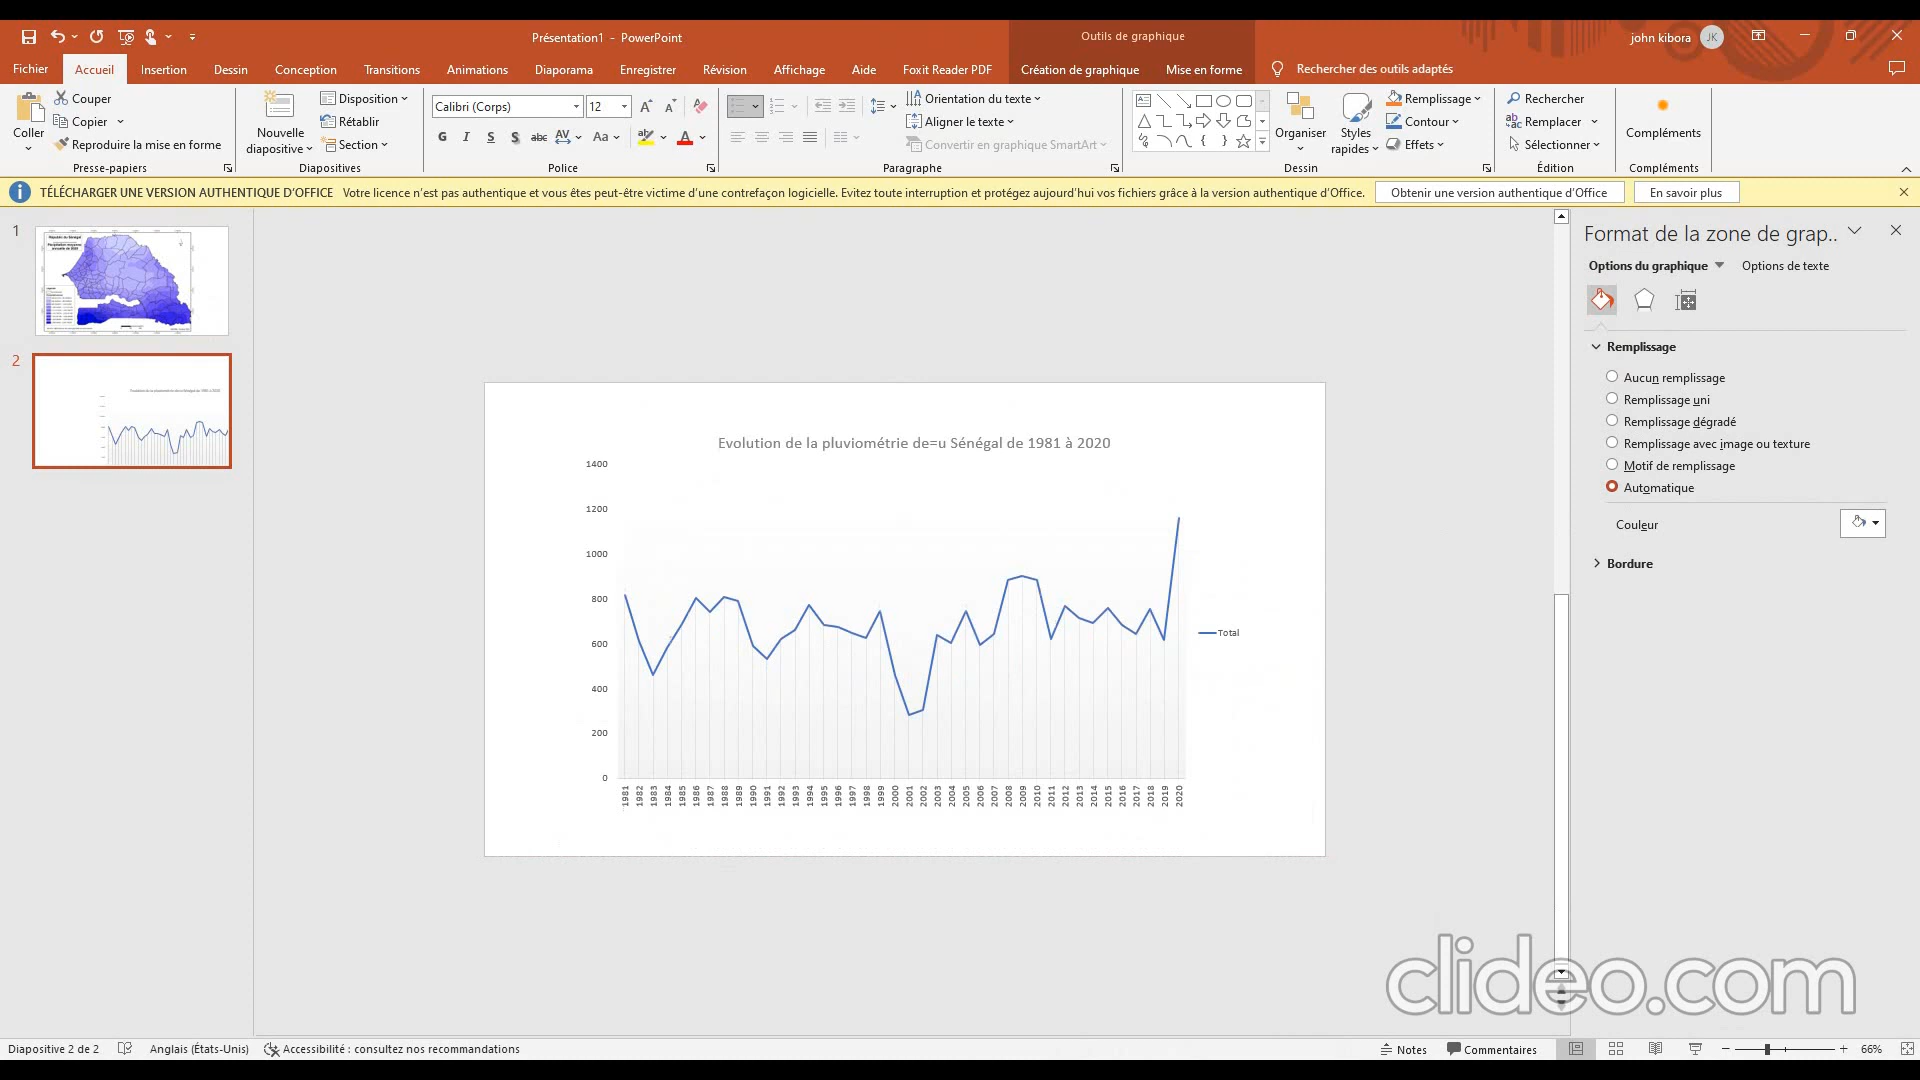 Présentation1 - PowerPoint
Outils de graphique
john kibora
JK
Fichier
Accueil
Insertion
Dessin
Conception
Transitions
Animations
Diaporama
Enregistrer
Révision
Affichage
Aide
Foxit Reader PDF
Création de graphique
Mise en forme
Rechercher des outils adaptés
Coller
Couper
Copier
Reproduire la mise en forme
Presse-papiers
Nouvelle
diapositive
Disposition
Rétablir
Section
Diapositives
Calibri (Corps)
12
G I S S abc AV Aa
Police
Orientation du texte
Aligner le texte
Convertir en graphique SmartArt
Paragraphe
Organiser
Styles
rapides
Remplissage
Contour
Effets
Dessin
Rechercher
Remplacer
Sélectionner
Édition
Compléments
Compléments
TÉLÉCHARGER UNE VERSION AUTHENTIQUE D'OFFICE Votre licence n'est pas authentique et vous êtes peut-être victime d'une contrefaçon logicielle. Evitez toute interruption et protégez aujourd'hui vos fichiers grâce à la version authentique d'Office.
Obtenir une version authentique d'Office
En savoir plus
1
2
Evolution de la pluviométrie de=u Sénégal de 1981 à 2020
1400
1200
1000
800
600
400
200
0
1981 1982 1983 1984 1985 1986 1987 1988 1989 1990 1991 1992 1993 1994 1995 1996 1997 1998 1999 2000 2001 2002 2003 2004 2005 2006 2007 2008 2009 2010 2011 2012 2013 2014 2015 2016 2017 2018 2019 2020
Total
Format de la zone de grap..
Options du graphique
Options de texte
Remplissage
Aucun remplissage
Remplissage uni
Remplissage dégradé
Remplissage avec image ou texture
Motif de remplissage
Automatique
Couleur
Bordure
clideo.com
Diapositive 2 de 2
Anglais (États-Unis)
Accessibilité : consultez nos recommandations
Notes
Commentaires
66%